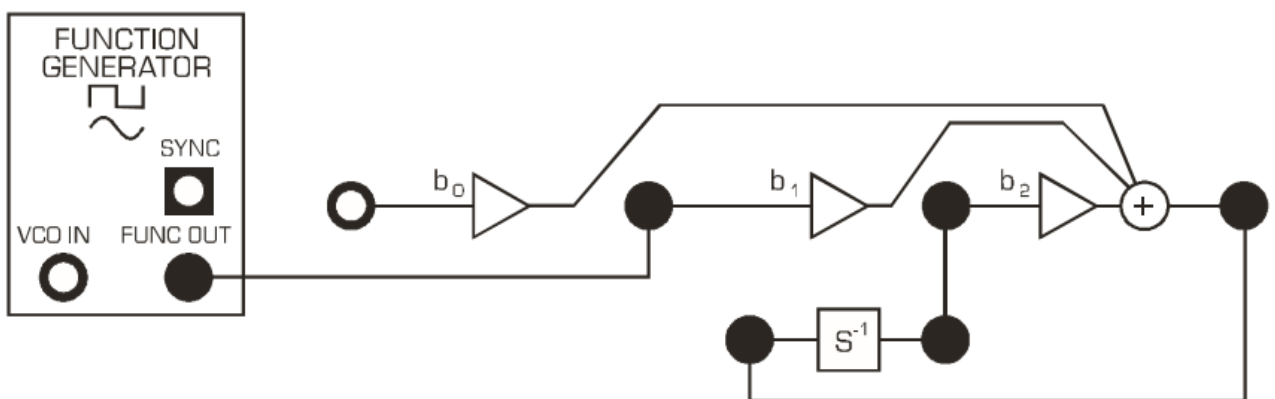 FUNCTION
GENERATOR
SYNC
VCO IN FUNC OUT
b₀
b₁
b₂
+
S⁻¹